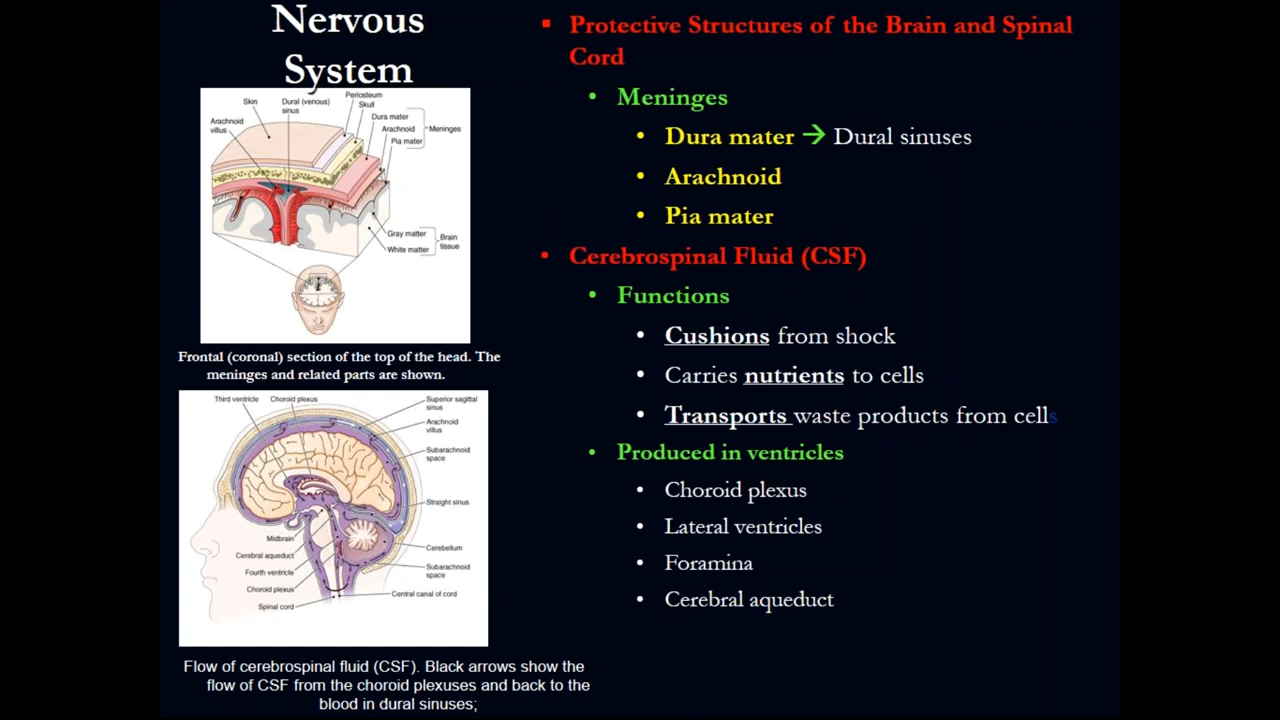 Nervous
System
Skin
Dural (venous)
sinus
Periosteum
Skull
Dura mater
Arachnoid
Pia mater
Meninges
Arachnoid
villus
Gray matter
White matter
Brain
tissue
Frontal (coronal) section of the top of the head. The
meninges and related parts are shown.
Third ventricle
Choroid plexus
Superior sagittal
sinus
Arachnoid
villus
Subarachnoid
space
Straight sinus
Midbrain
Cerebral aqueduct
Fourth ventricle
Choroid plexus
Spinal cord
Cerebellum
Subarachnoid
space
Central canal of cord
Flow of cerebrospinal fluid (CSF). Black arrows show the
flow of CSF from the choroid plexuses and back to the
blood in dural sinuses;
▪ Protective Structures of the Brain and Spinal
Cord
• Meninges
• Dura mater → Dural sinuses
• Arachnoid
• Pia mater
• Cerebrospinal Fluid (CSF)
• Functions
• Cushions from shock
• Carries nutrients to cells
• Transports waste products from cells
• Produced in ventricles
• Choroid plexus
• Lateral ventricles
• Foramina
• Cerebral aqueduct